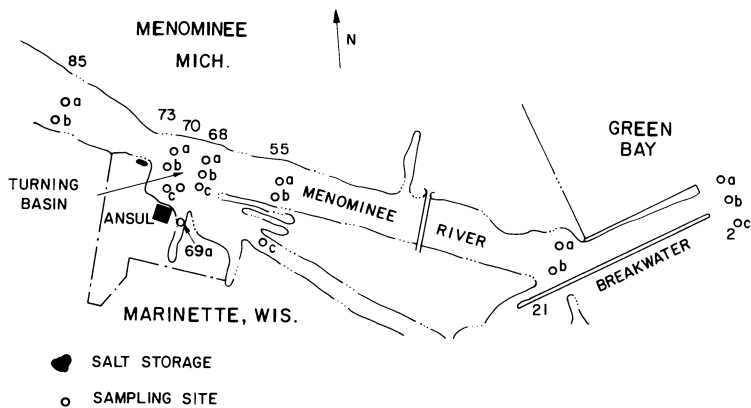 MENOMINEE
MICH.
N
85
a
b
73
70
68
55
a
b
c
a
b
c
a
b
c
GREEN
BAY
TURNING
BASIN
ANSUL
69a
MENOMINEE
RIVER
a
b
a
b
c
2
BREAKWATER
21
MARINETTE, WIS.
SALT STORAGE
SAMPLING SITE